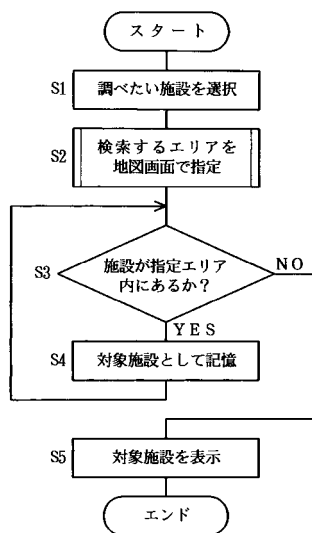 スタート
S1
調べたい施設を選択
S2
検索するエリアを
地図画面で指定
S3
施設が指定エリア
内にあるか？
NO
YES
S4
対象施設として記憶
S5
対象施設を表示
エンド